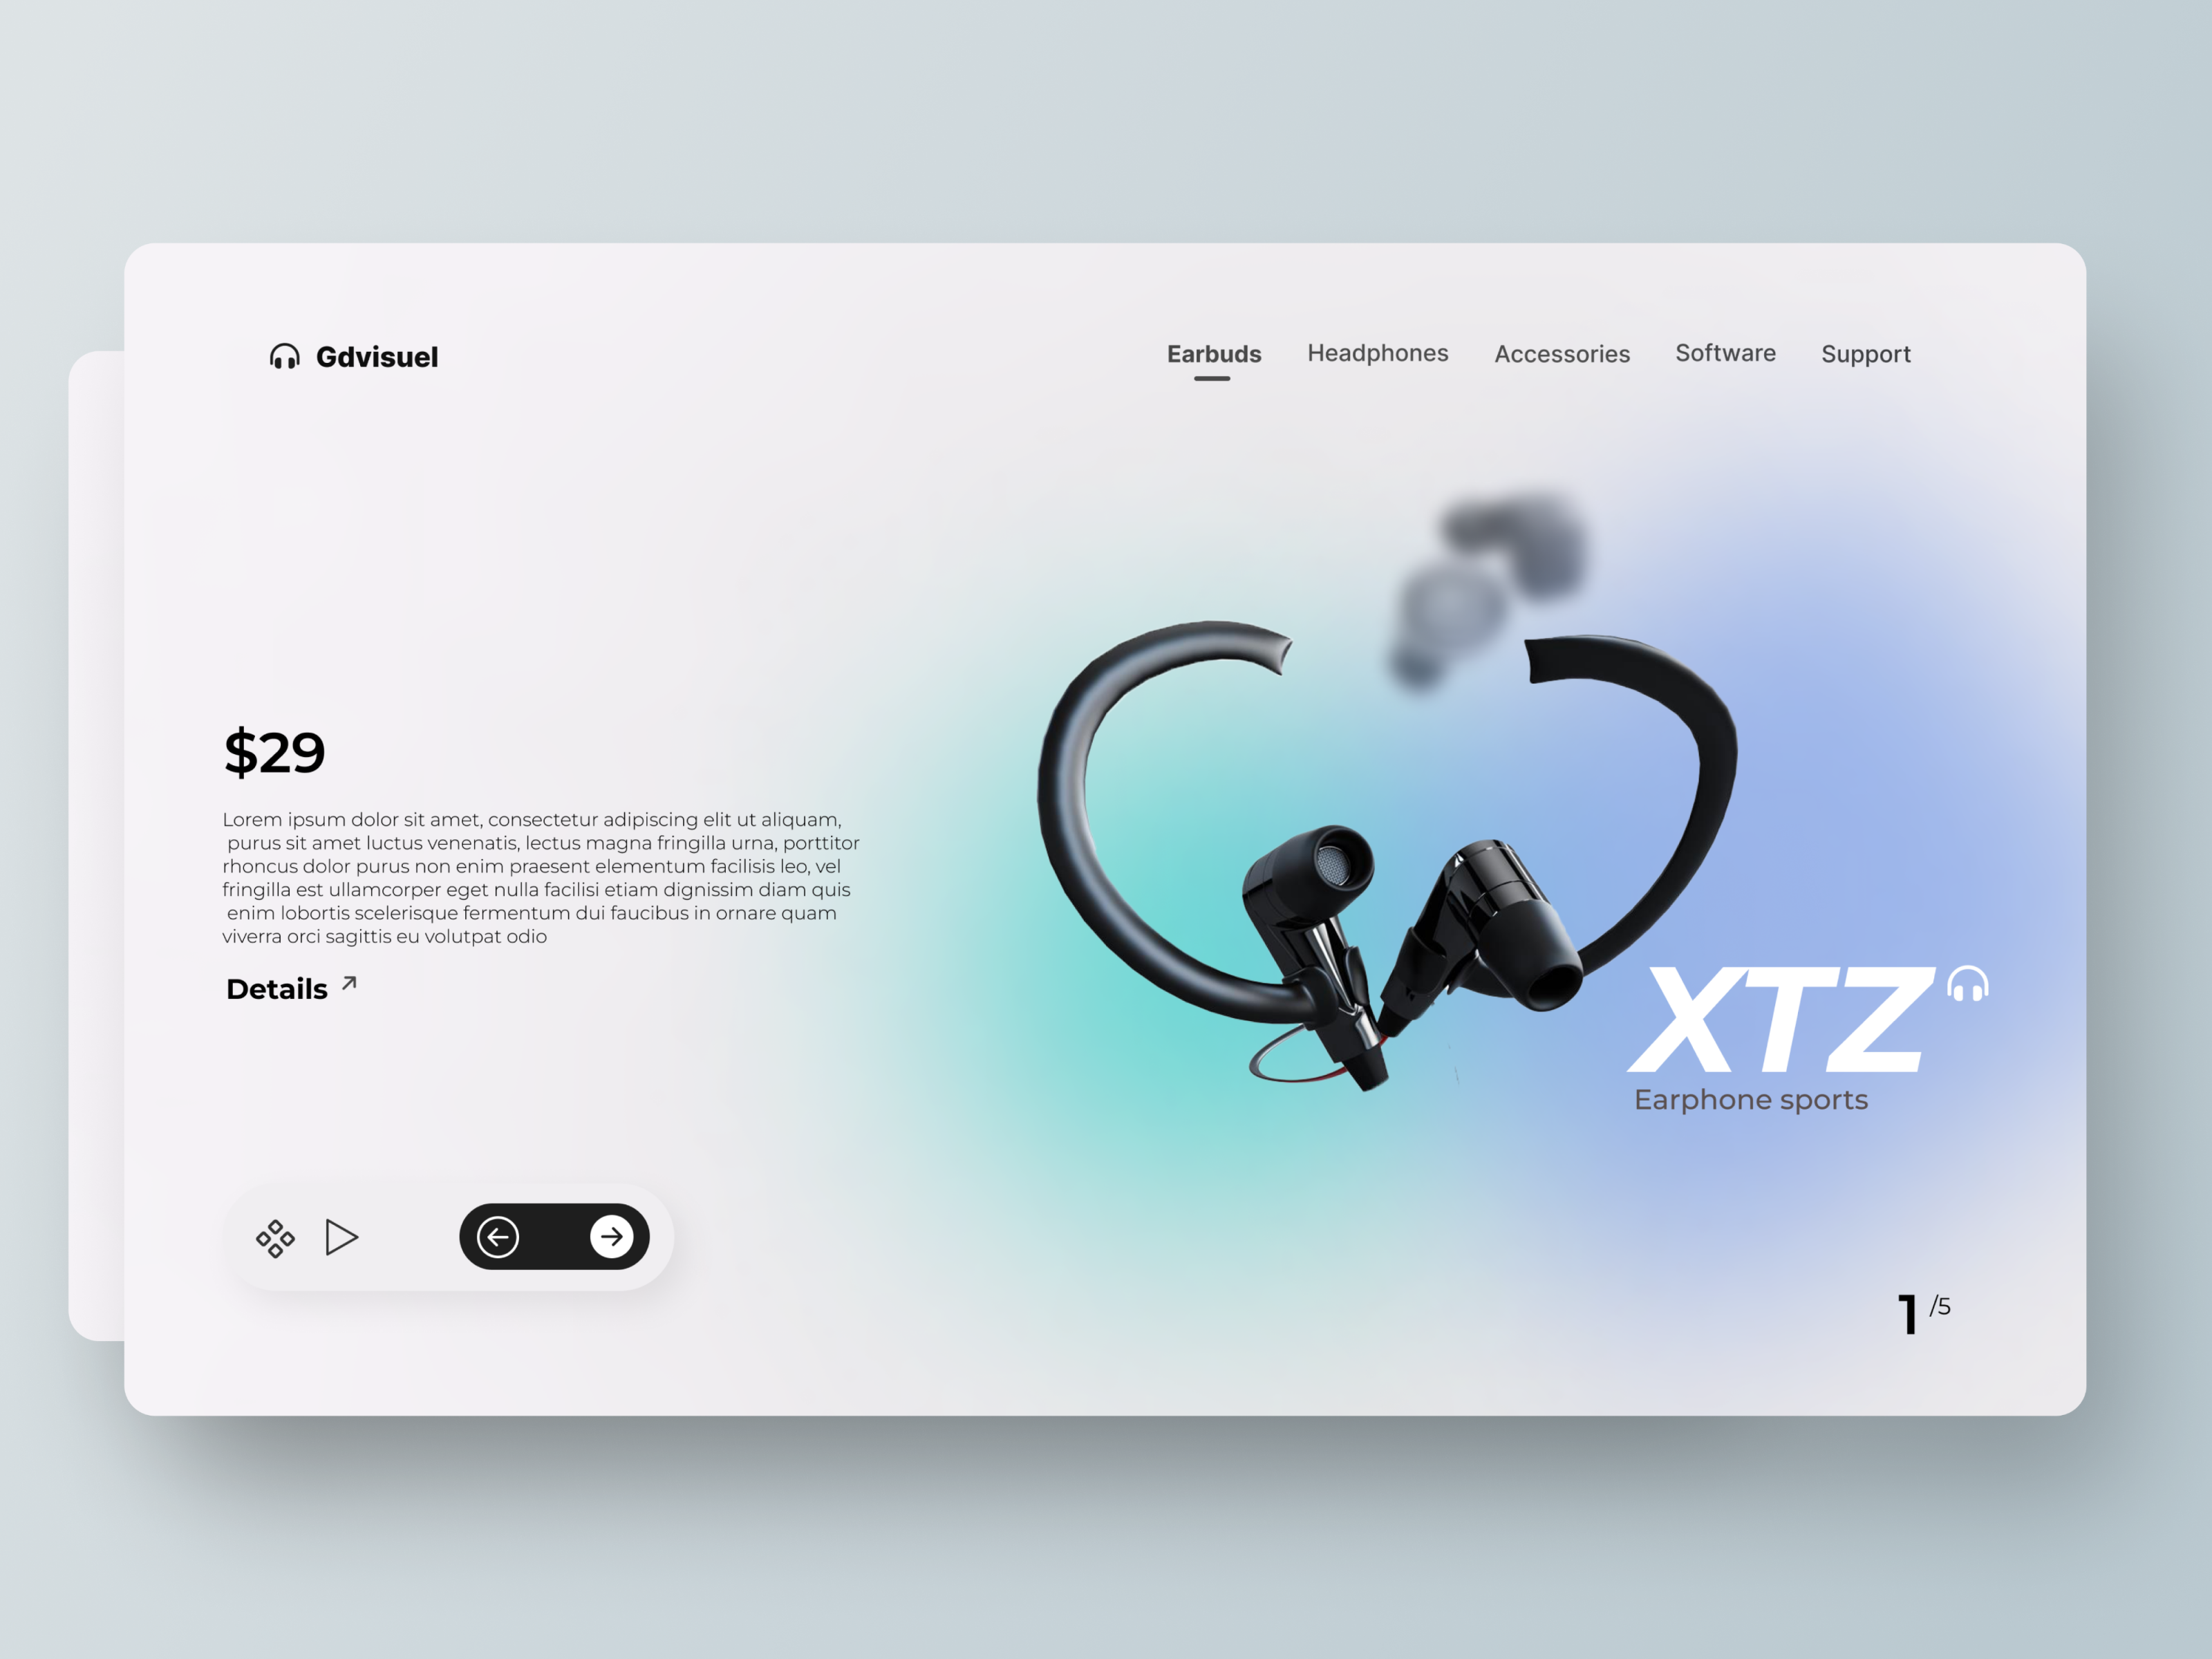 Gdvisuel
Earbuds Headphones Accessories Software Support
$29
Lorem ipsum dolor sit amet, consectetur adipiscing elit ut aliquam,
purus sit amet luctus venenatis, lectus magna fringilla urna, porttitor
rhoncus dolor purus non enim praesent elementum facilisis leo, vel
fringilla est ullamcorper eget nulla facilisi etiam dignissim diam quis
enim lobortis scelerisque fermentum dui faucibus in ornare quam
viverra orci sagittis eu volutpat odio
Details
XTZ
Earphone sports
1 /5